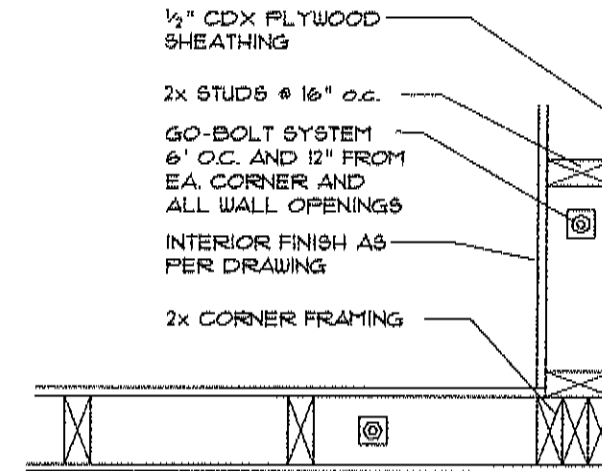 ½" CDX PLYWOOD
SHEATHING
2x STUDS @ 16" O.C.
GO-BOLT SYSTEM
6' O.C. AND 12" FROM
EA. CORNER AND
ALL WALL OPENINGS
INTERIOR FINISH AS
PER DRAWING
2x CORNER FRAMING